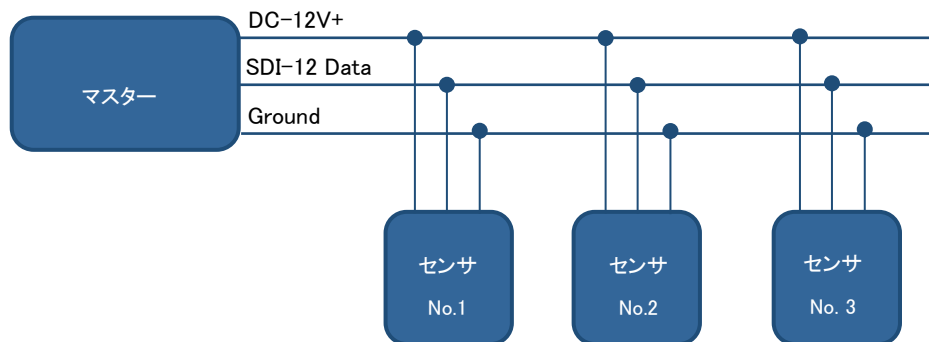 DC-12V+
SDI-12 Data
マスター
Ground
センサ
No.1
センサ
No.2
センサ
No. 3